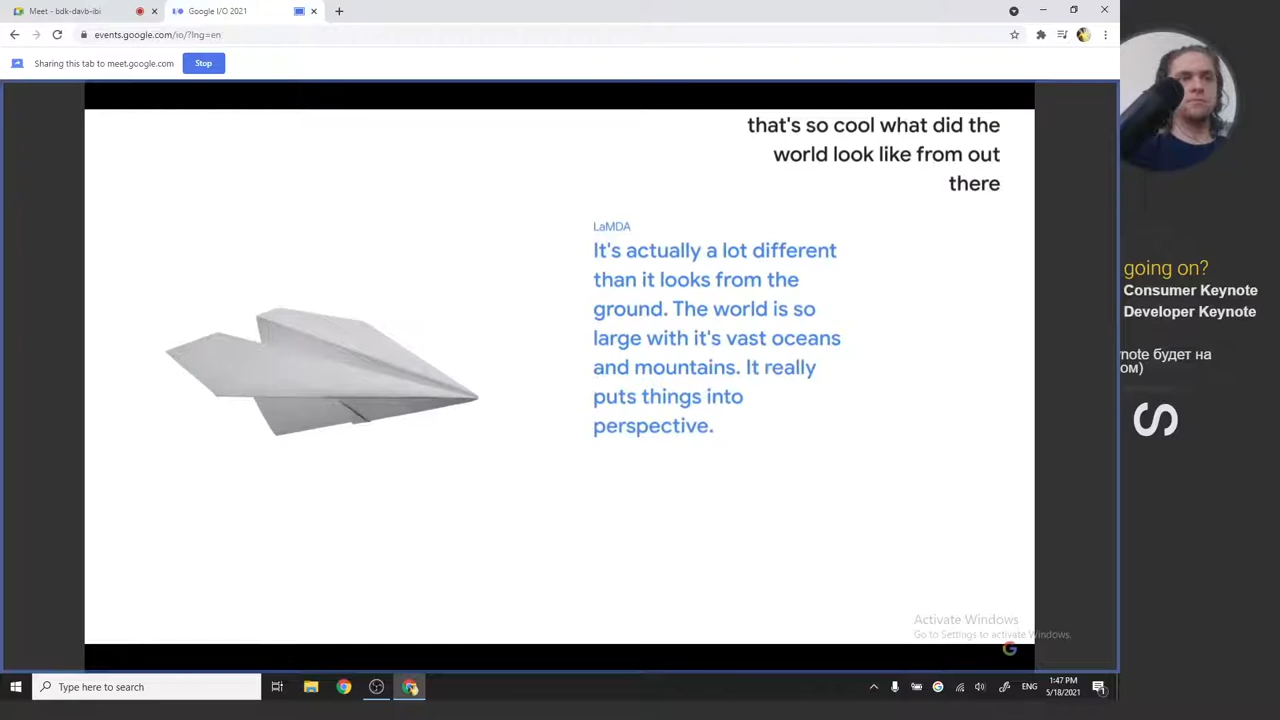 Meet - bdk-davb-ibi
Google I/O 2021
events.google.com/io/?lng=en
Sharing this tab to meet.google.com
Stop
that's so cool what did the
world look like from out
there
LaMDA
It's actually a lot different
than it looks from the
ground. The world is so
large with it's vast oceans
and mountains. It really
puts things into
perspective.
going on?
Consumer Keynote
Developer Keynote
note будет на
ом)
S
Activate Windows
Go to Settings to activate Windows.
G
Type here to search
ENG
1:47 PM
5/18/2021